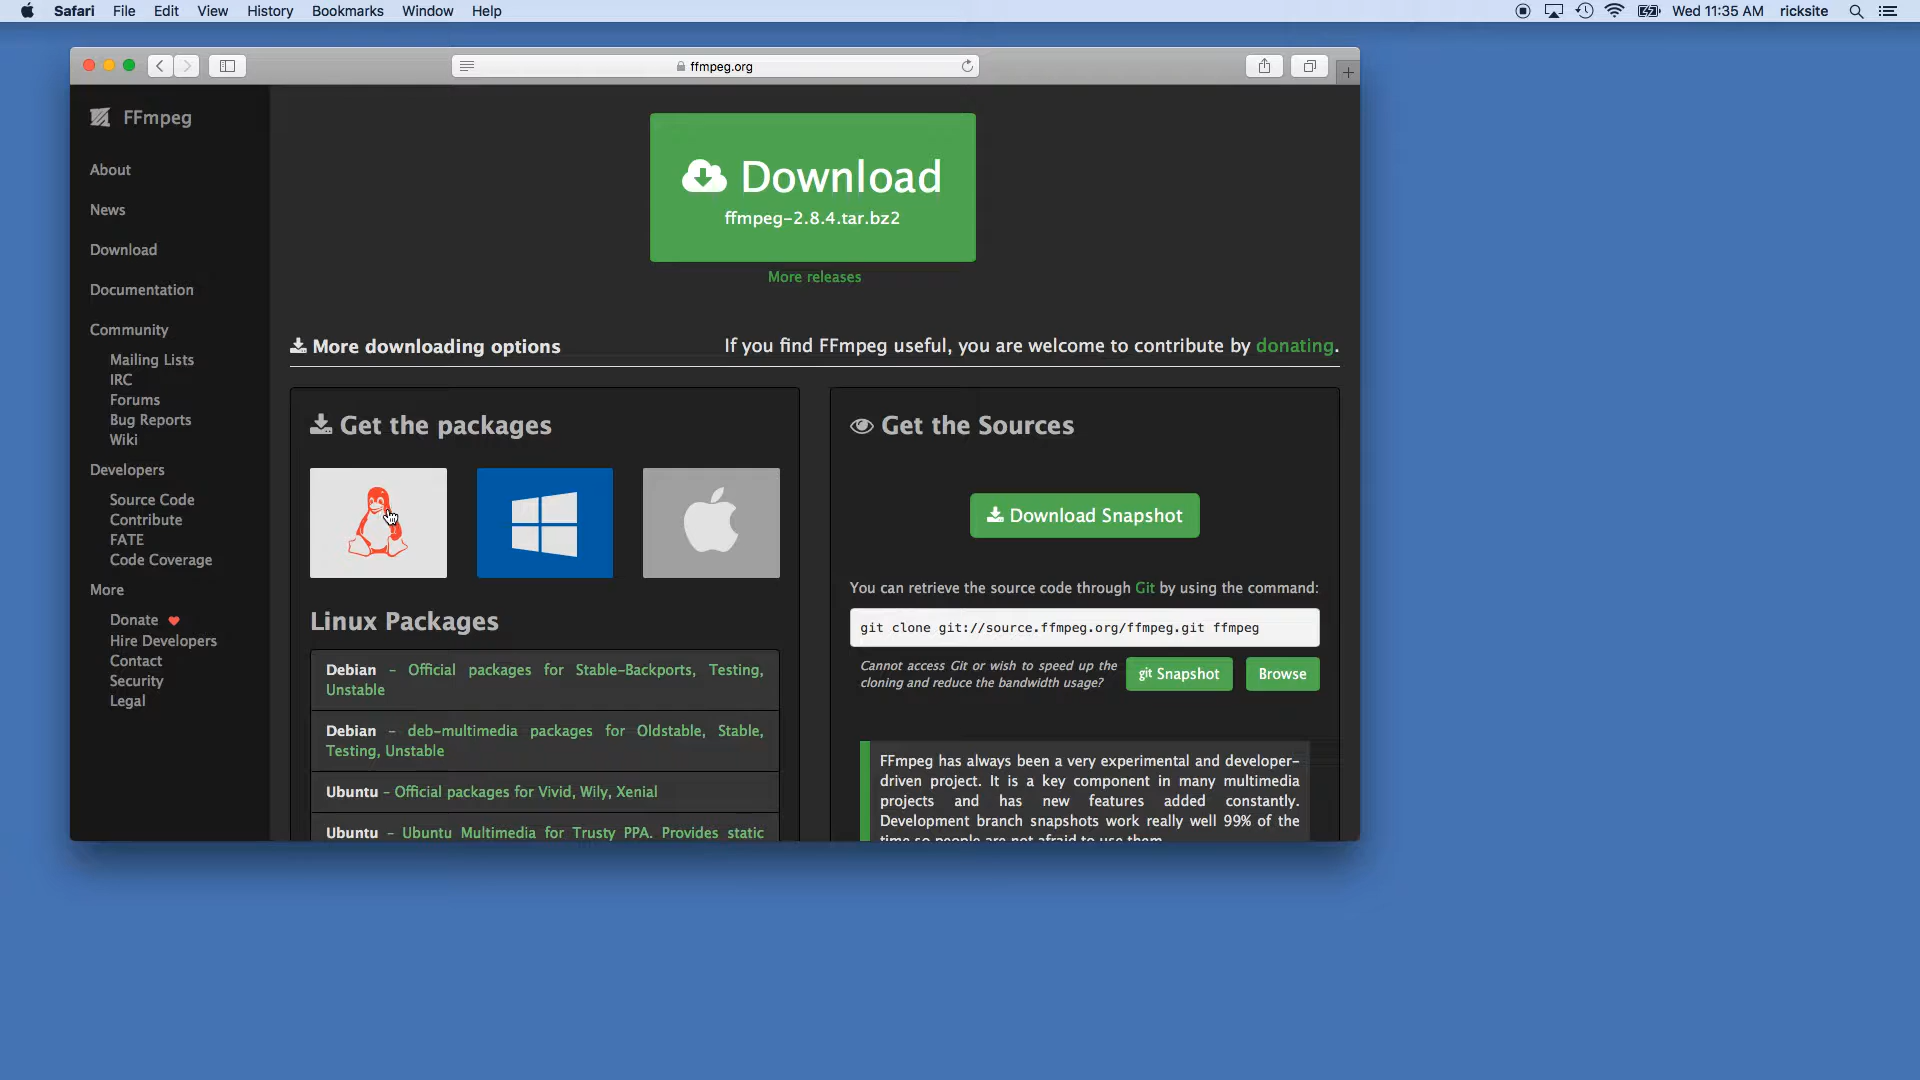 Safari File Edit View History Bookmarks Window Help Wed 11:35 AM ricksite
ffmpeg.org
FFmpeg
About
News
Download
Documentation
Community
Mailing Lists
IRC
Forums
Bug Reports
Wiki
Developers
Source Code
Contribute
FATE
Code Coverage
More
Donate
Hire Developers
Contact
Security
Legal
Download
ffmpeg-2.8.4.tar.bz2
More releases
More downloading options
If you find FFmpeg useful, you are welcome to contribute by donating.
Get the packages
Linux Packages
Debian – Official packages for Stable-Backports, Testing,
Unstable
Debian – deb-multimedia packages for Oldstable, Stable,
Testing, Unstable
Ubuntu – Official packages for Vivid, Wily, Xenial
Ubuntu – Ubuntu Multimedia for Trusty PPA. Provides static
Get the Sources
Download Snapshot
You can retrieve the source code through Git by using the command:
git clone git://source.ffmpeg.org/ffmpeg.git ffmpeg
Cannot access Git or wish to speed up the
cloning and reduce the bandwidth usage?
git Snapshot
Browse
FFmpeg has always been a very experimental and developer-
driven project. It is a key component in many multimedia
projects and has new features added constantly.
Development branch snapshots work really well 99% of the
time so people are not afraid to use them.